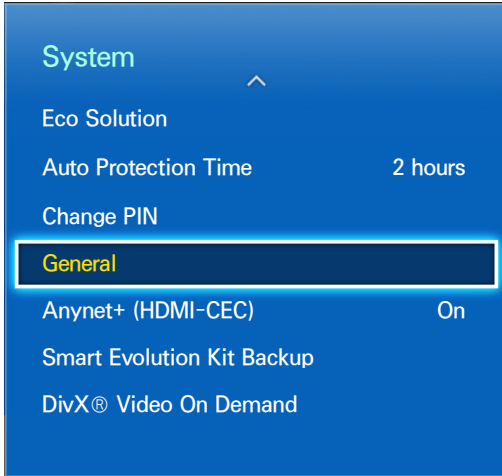 System
Eco Solution
Auto Protection Time 2 hours
Change PIN
General
Anynet+ (HDMI-CEC) On
Smart Evolution Kit Backup
DivX® Video On Demand